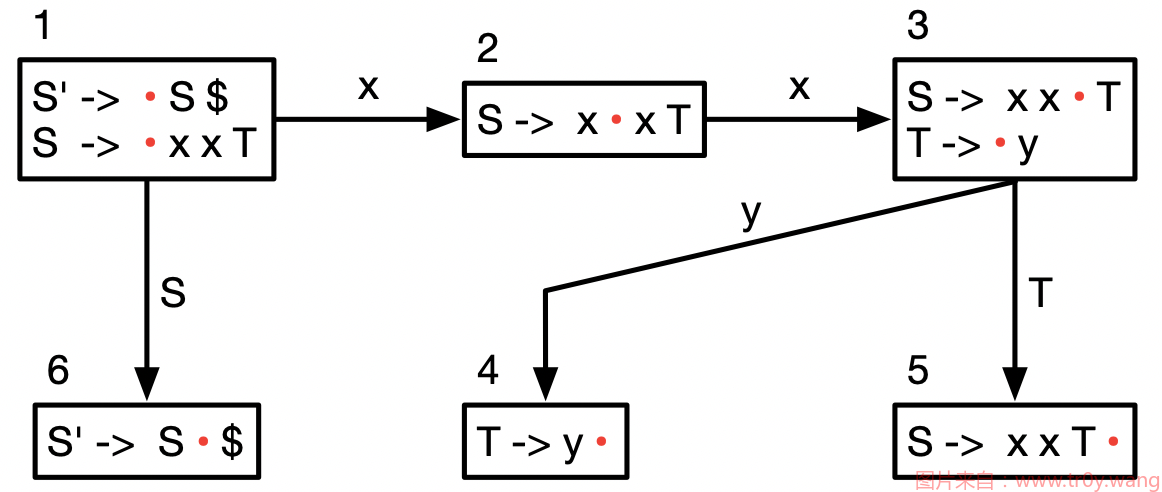 1
S' -> · S $
S -> · x x T
x
2
S -> x · x T
x
3
S -> x x · T
T -> · y
y
S
T
6
S' -> S · $
4
T -> y ·
5
S -> x x T ·
图片来自：www.tr0y.wang